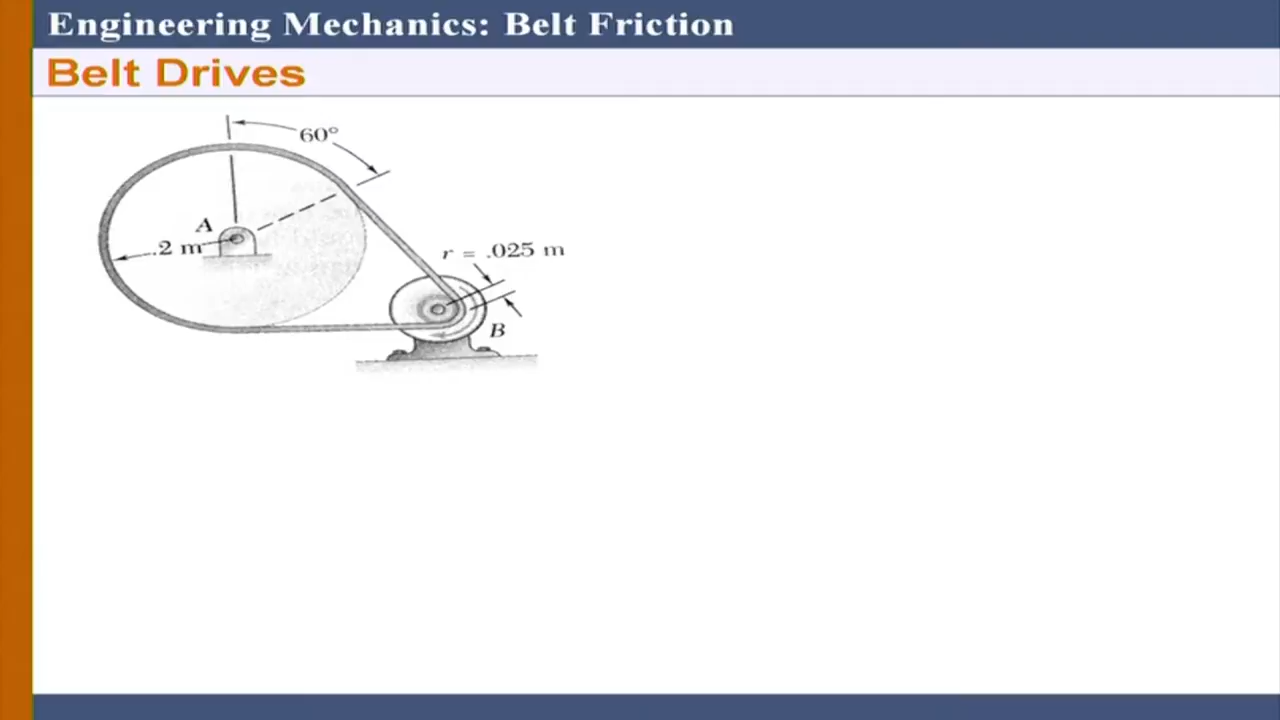 Engineering Mechanics: Belt Friction
Belt Drives
60°
A
.2 m
r = .025 m
B